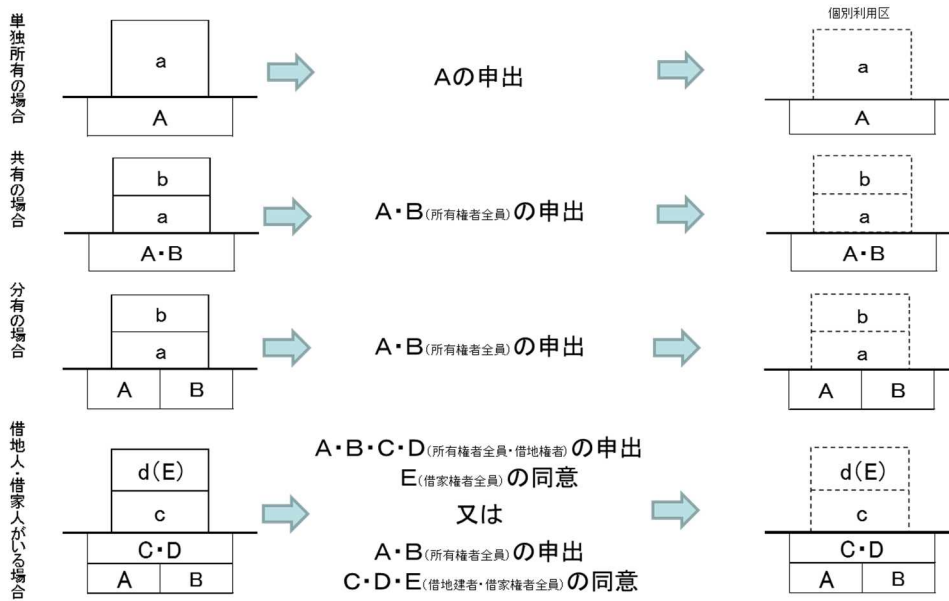 個別利用区
単独所有の場合
a
A
Aの申出
a
A
共有の場合
b
a
A・B
A・B(所有権者全員)の申出
b
a
A・B
分有の場合
b
a
A B
A・B(所有権者全員)の申出
b
a
A B
借地人・借家人がいる場合
d(E)
c
C・D
A B
A・B・C・D(所有権者全員・借地権者)の申出
E(借家権者全員)の同意
又は
A・B(所有権者全員)の申出
C・D・E(借地建者・借家権者全員)の同意
d(E)
c
C・D
A B